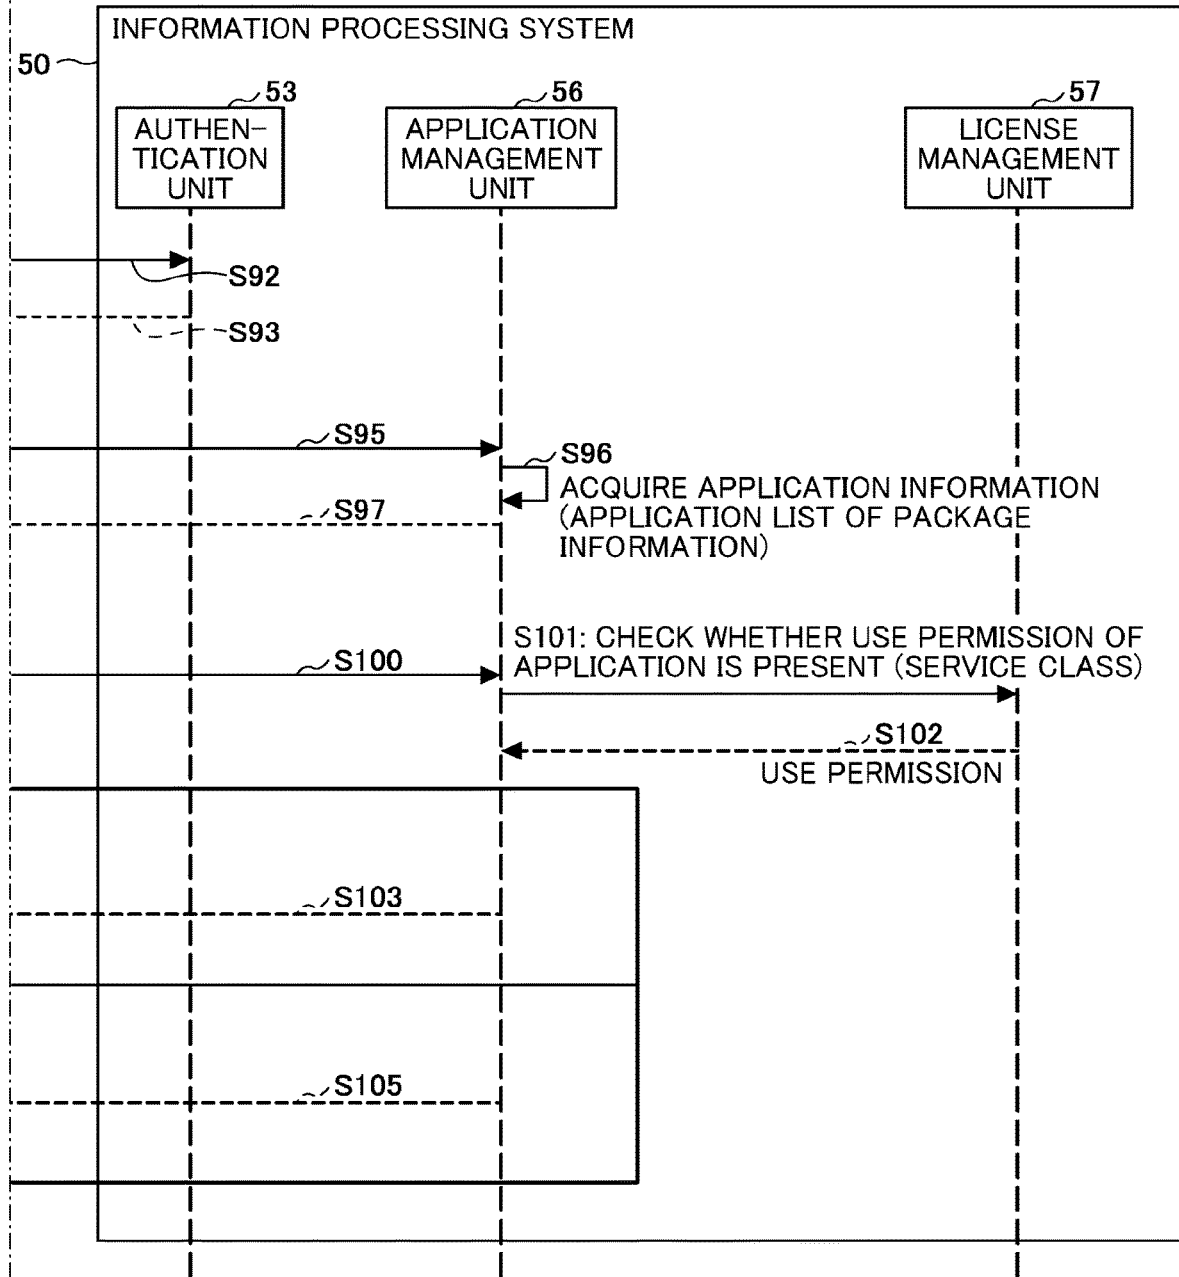 INFORMATION PROCESSING SYSTEM
50
53
56
57
AUTHEN-
TICATION
UNIT
APPLICATION
MANAGEMENT
UNIT
LICENSE
MANAGEMENT
UNIT
S92
S93
S95
S96
ACQUIRE APPLICATION INFORMATION
(APPLICATION LIST OF PACKAGE
INFORMATION)
S97
S101: CHECK WHETHER USE PERMISSION OF
APPLICATION IS PRESENT (SERVICE CLASS)
S100
S102
USE PERMISSION
S103
S105